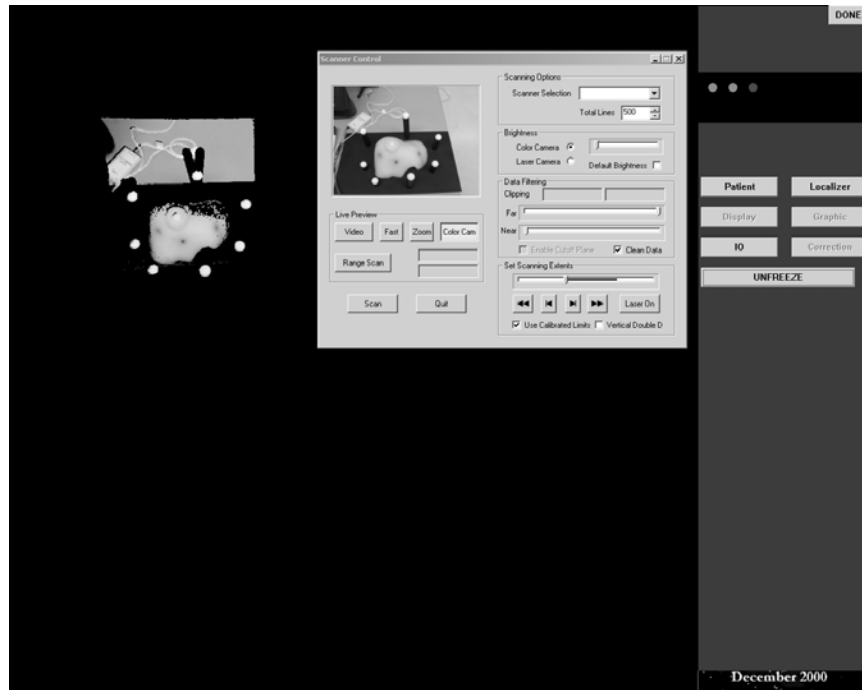 DONE
Scanner Control
Scanning Options
Scanner Selection
Total Lines 500
Brightness
Color Camera
Laser Camera Default Brightness
Data Filtering
Clipping
Far
Near
Enable Cutoff Plane Clean Data
Live Preview
Video Fast Zoom Color Cam
Range Scan
Set Scanning Extents
Laser On
Scan Quit
Use Calibrated Limits Vertical Double D
Patient Localizer
Display Graphic
IO Correction
UNFREEZE
December 2000